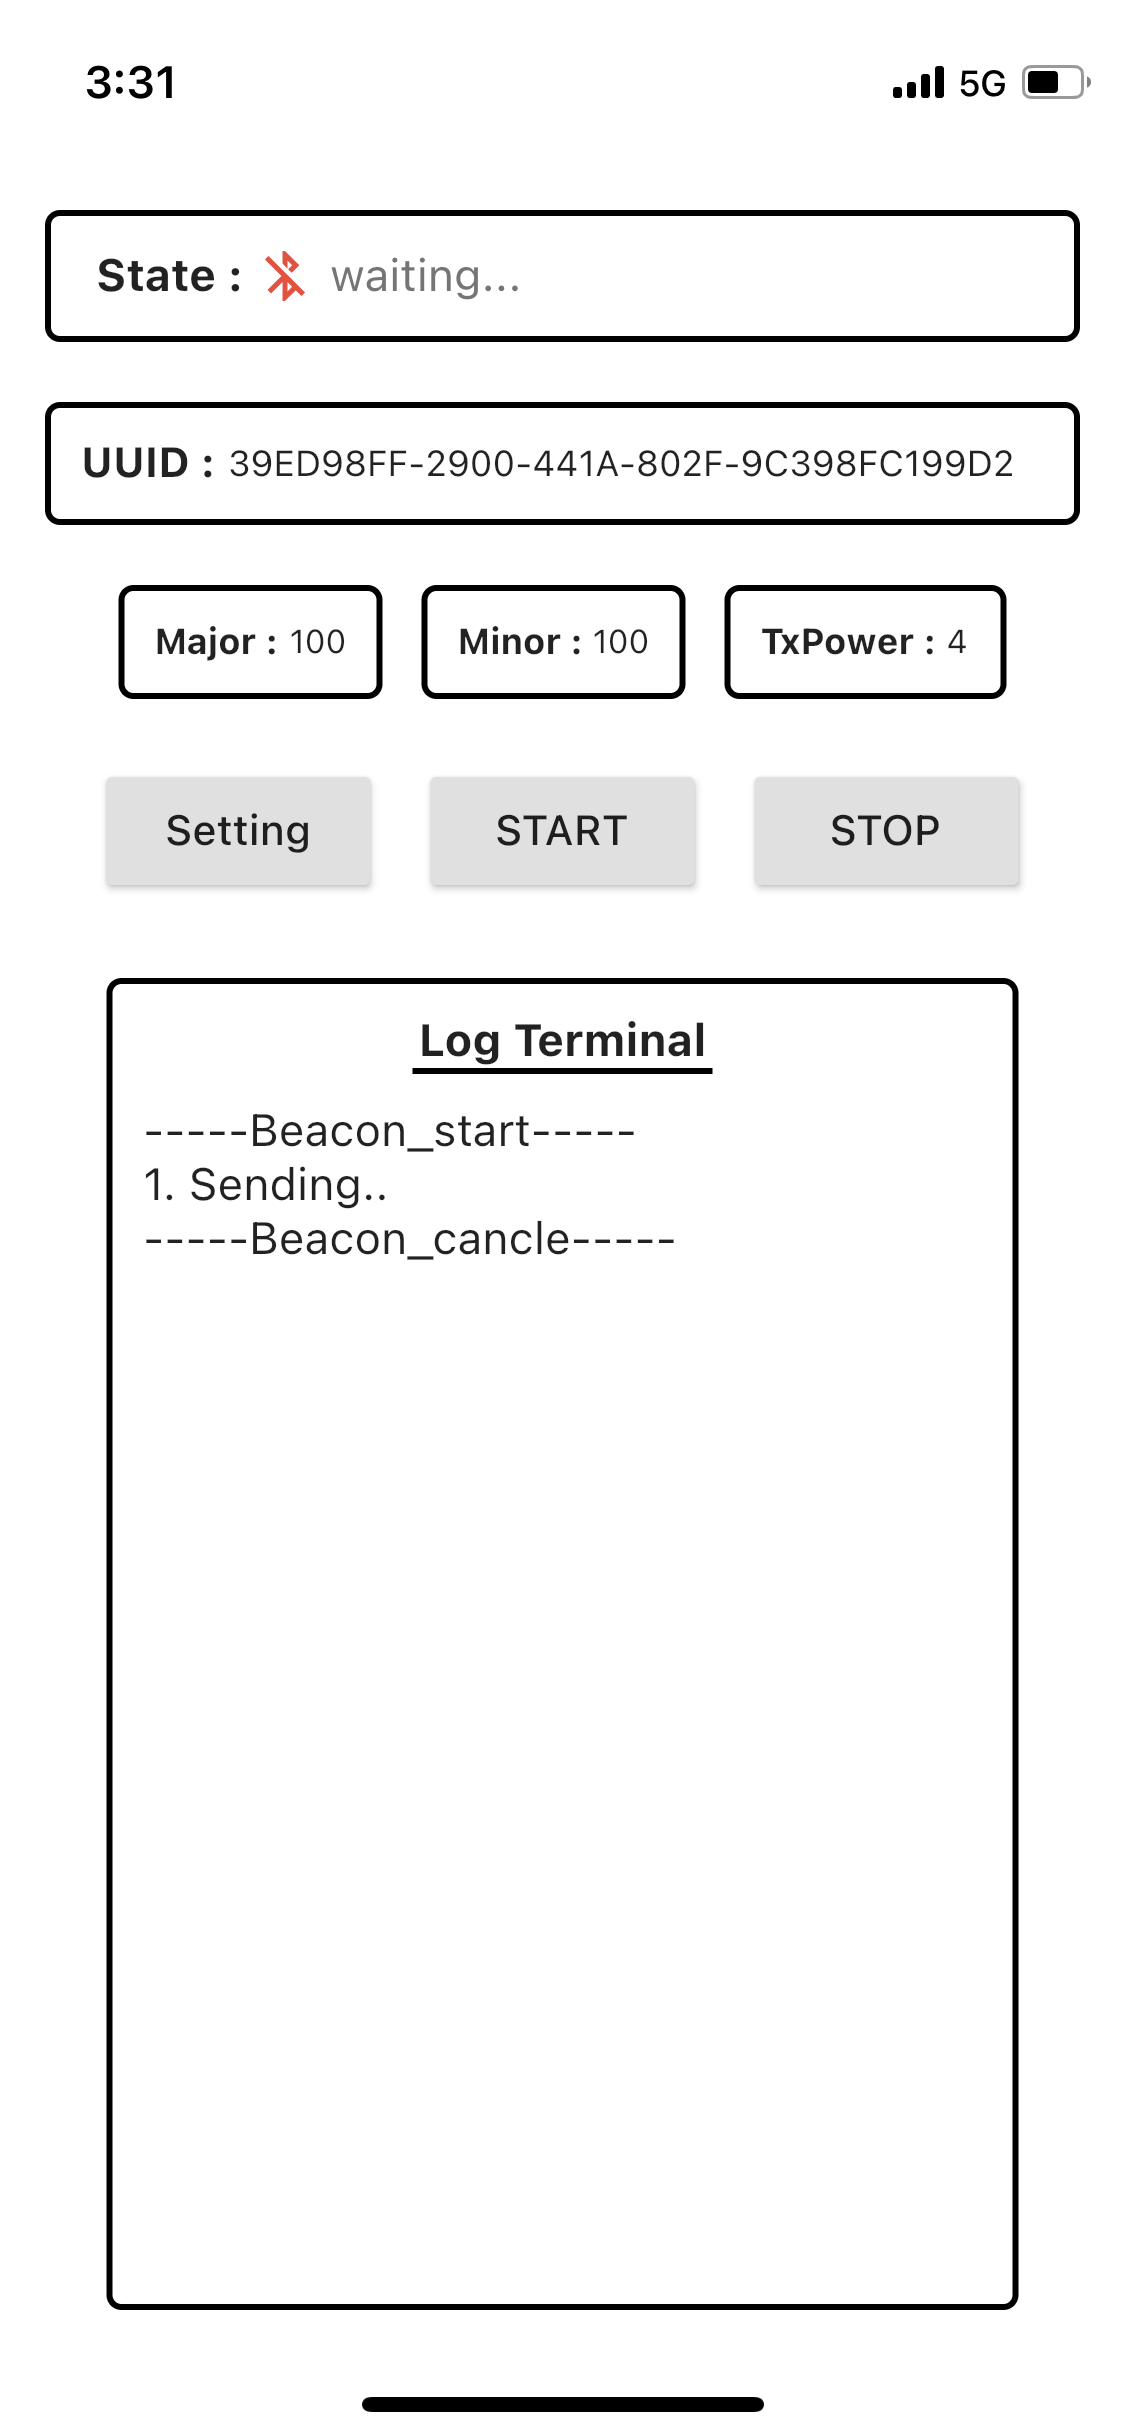 3:31 5G
State : waiting...
UUID : 39ED98FF-2900-441A-802F-9C398FC199D2
Major : 100 Minor : 100 TxPower : 4
Setting START STOP
Log Terminal
-----Beacon_start-----
1. Sending..
-----Beacon_cancle-----